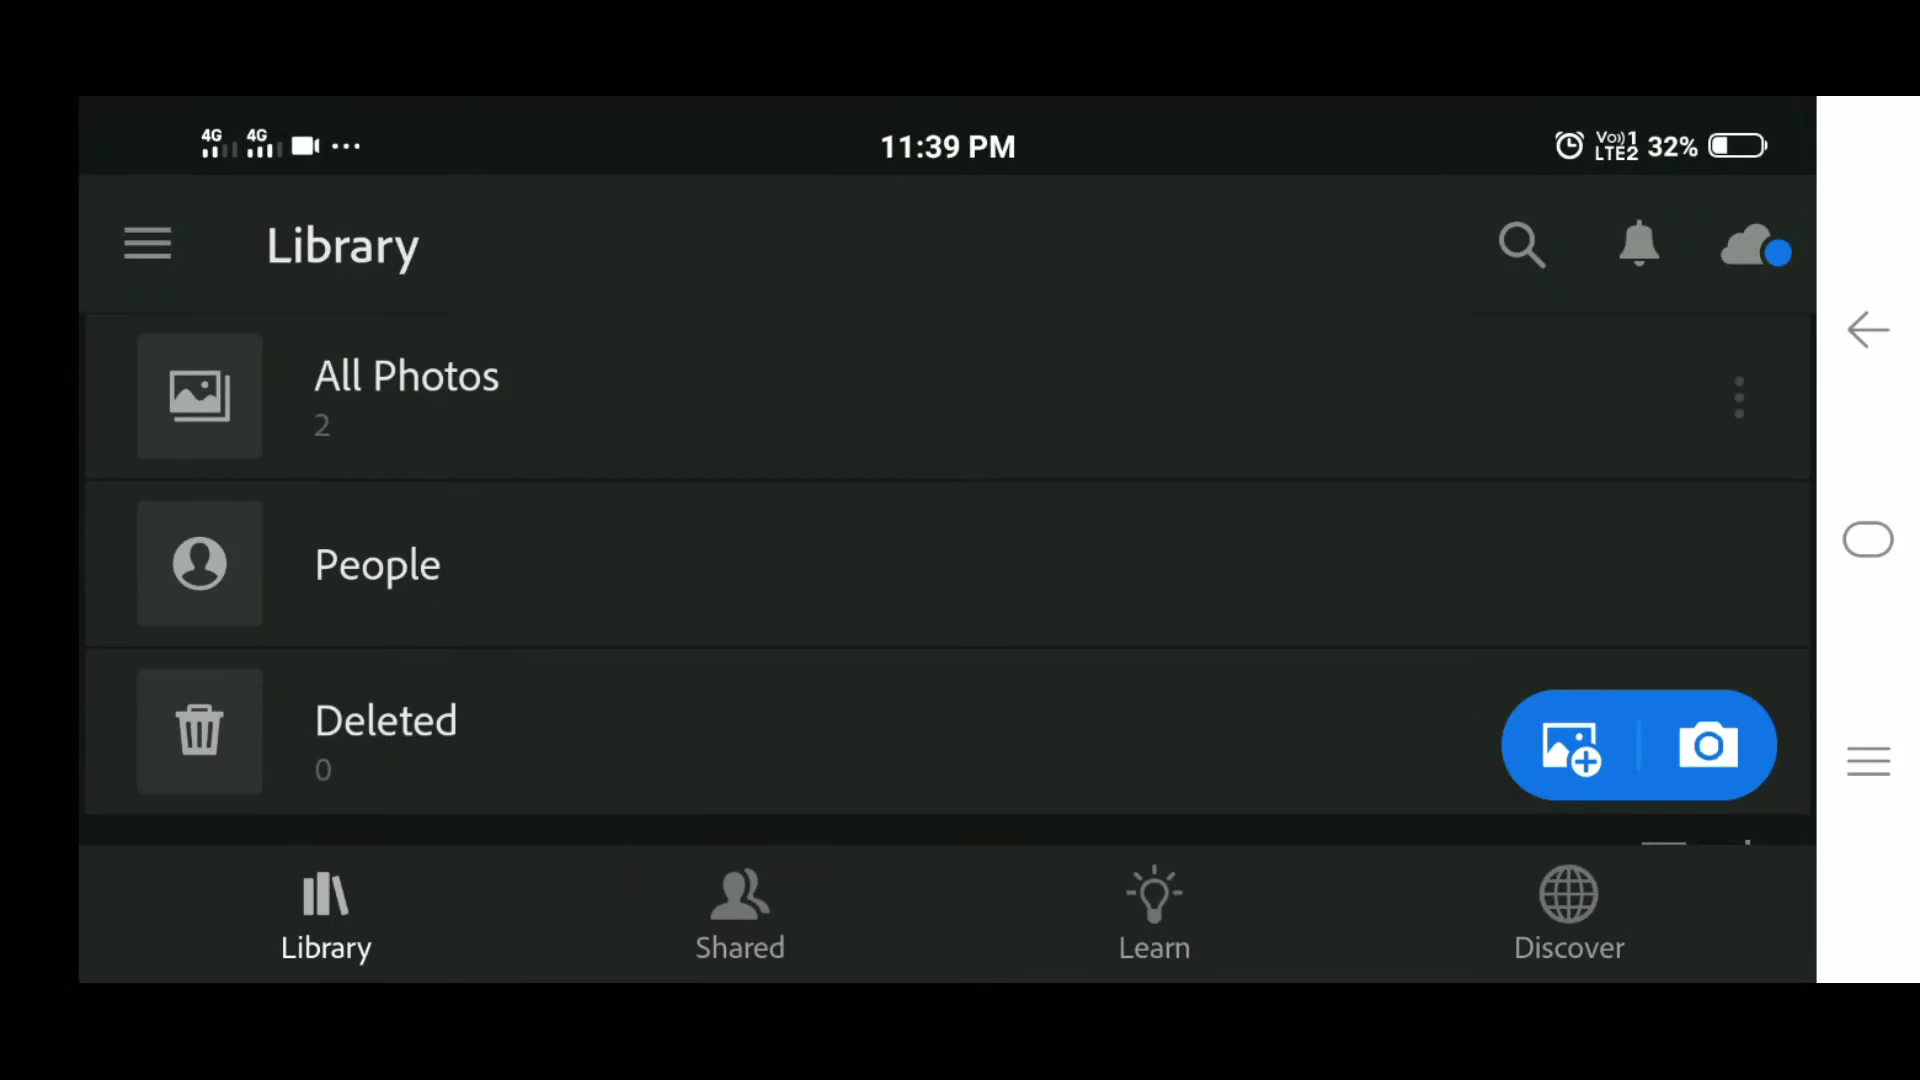 4G 4G 11:39 PM Vo)) 1 LTE2 32%
Library
All Photos
2
People
Deleted
0
Library Shared Learn Discover